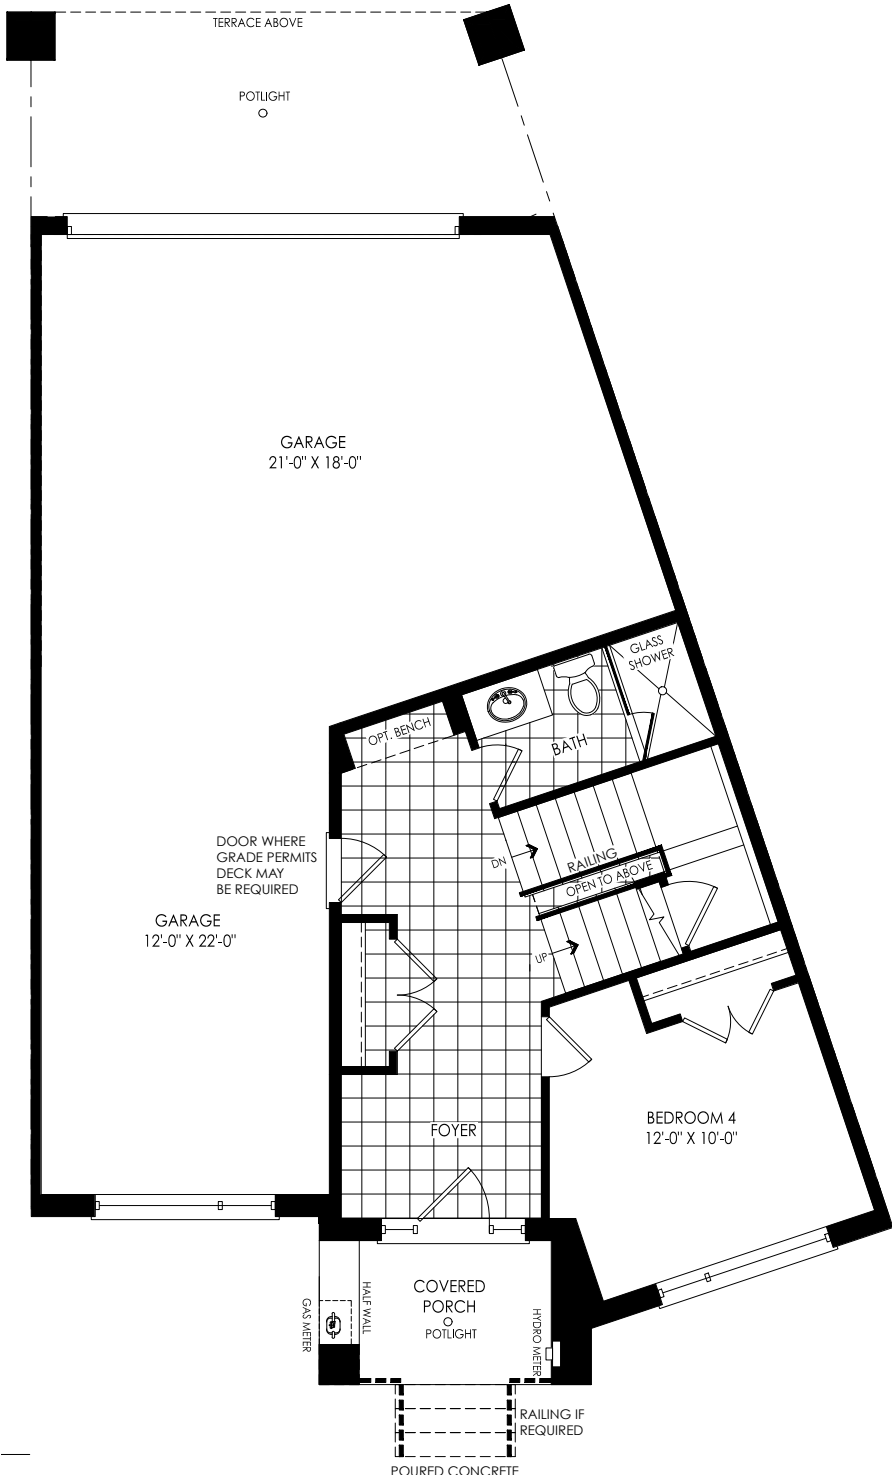 TERRACE ABOVE
POTLIGHT
GARAGE
21'-0" X 18'-0"
GLASS
SHOWER
OPT. BENCH
BATH
DOOR WHERE
GRADE PERMITS
DECK MAY
BE REQUIRED
DN
RAILING
OPEN TO ABOVE
GARAGE
12'-0" X 22'-0"
UP
BEDROOM 4
12'-0" X 10'-0"
FOYER
COVERED
PORCH
POTLIGHT
GAS METER
HALF WALL
HYDRO METER
RAILING IF
REQUIRED
POURED CONCRETE